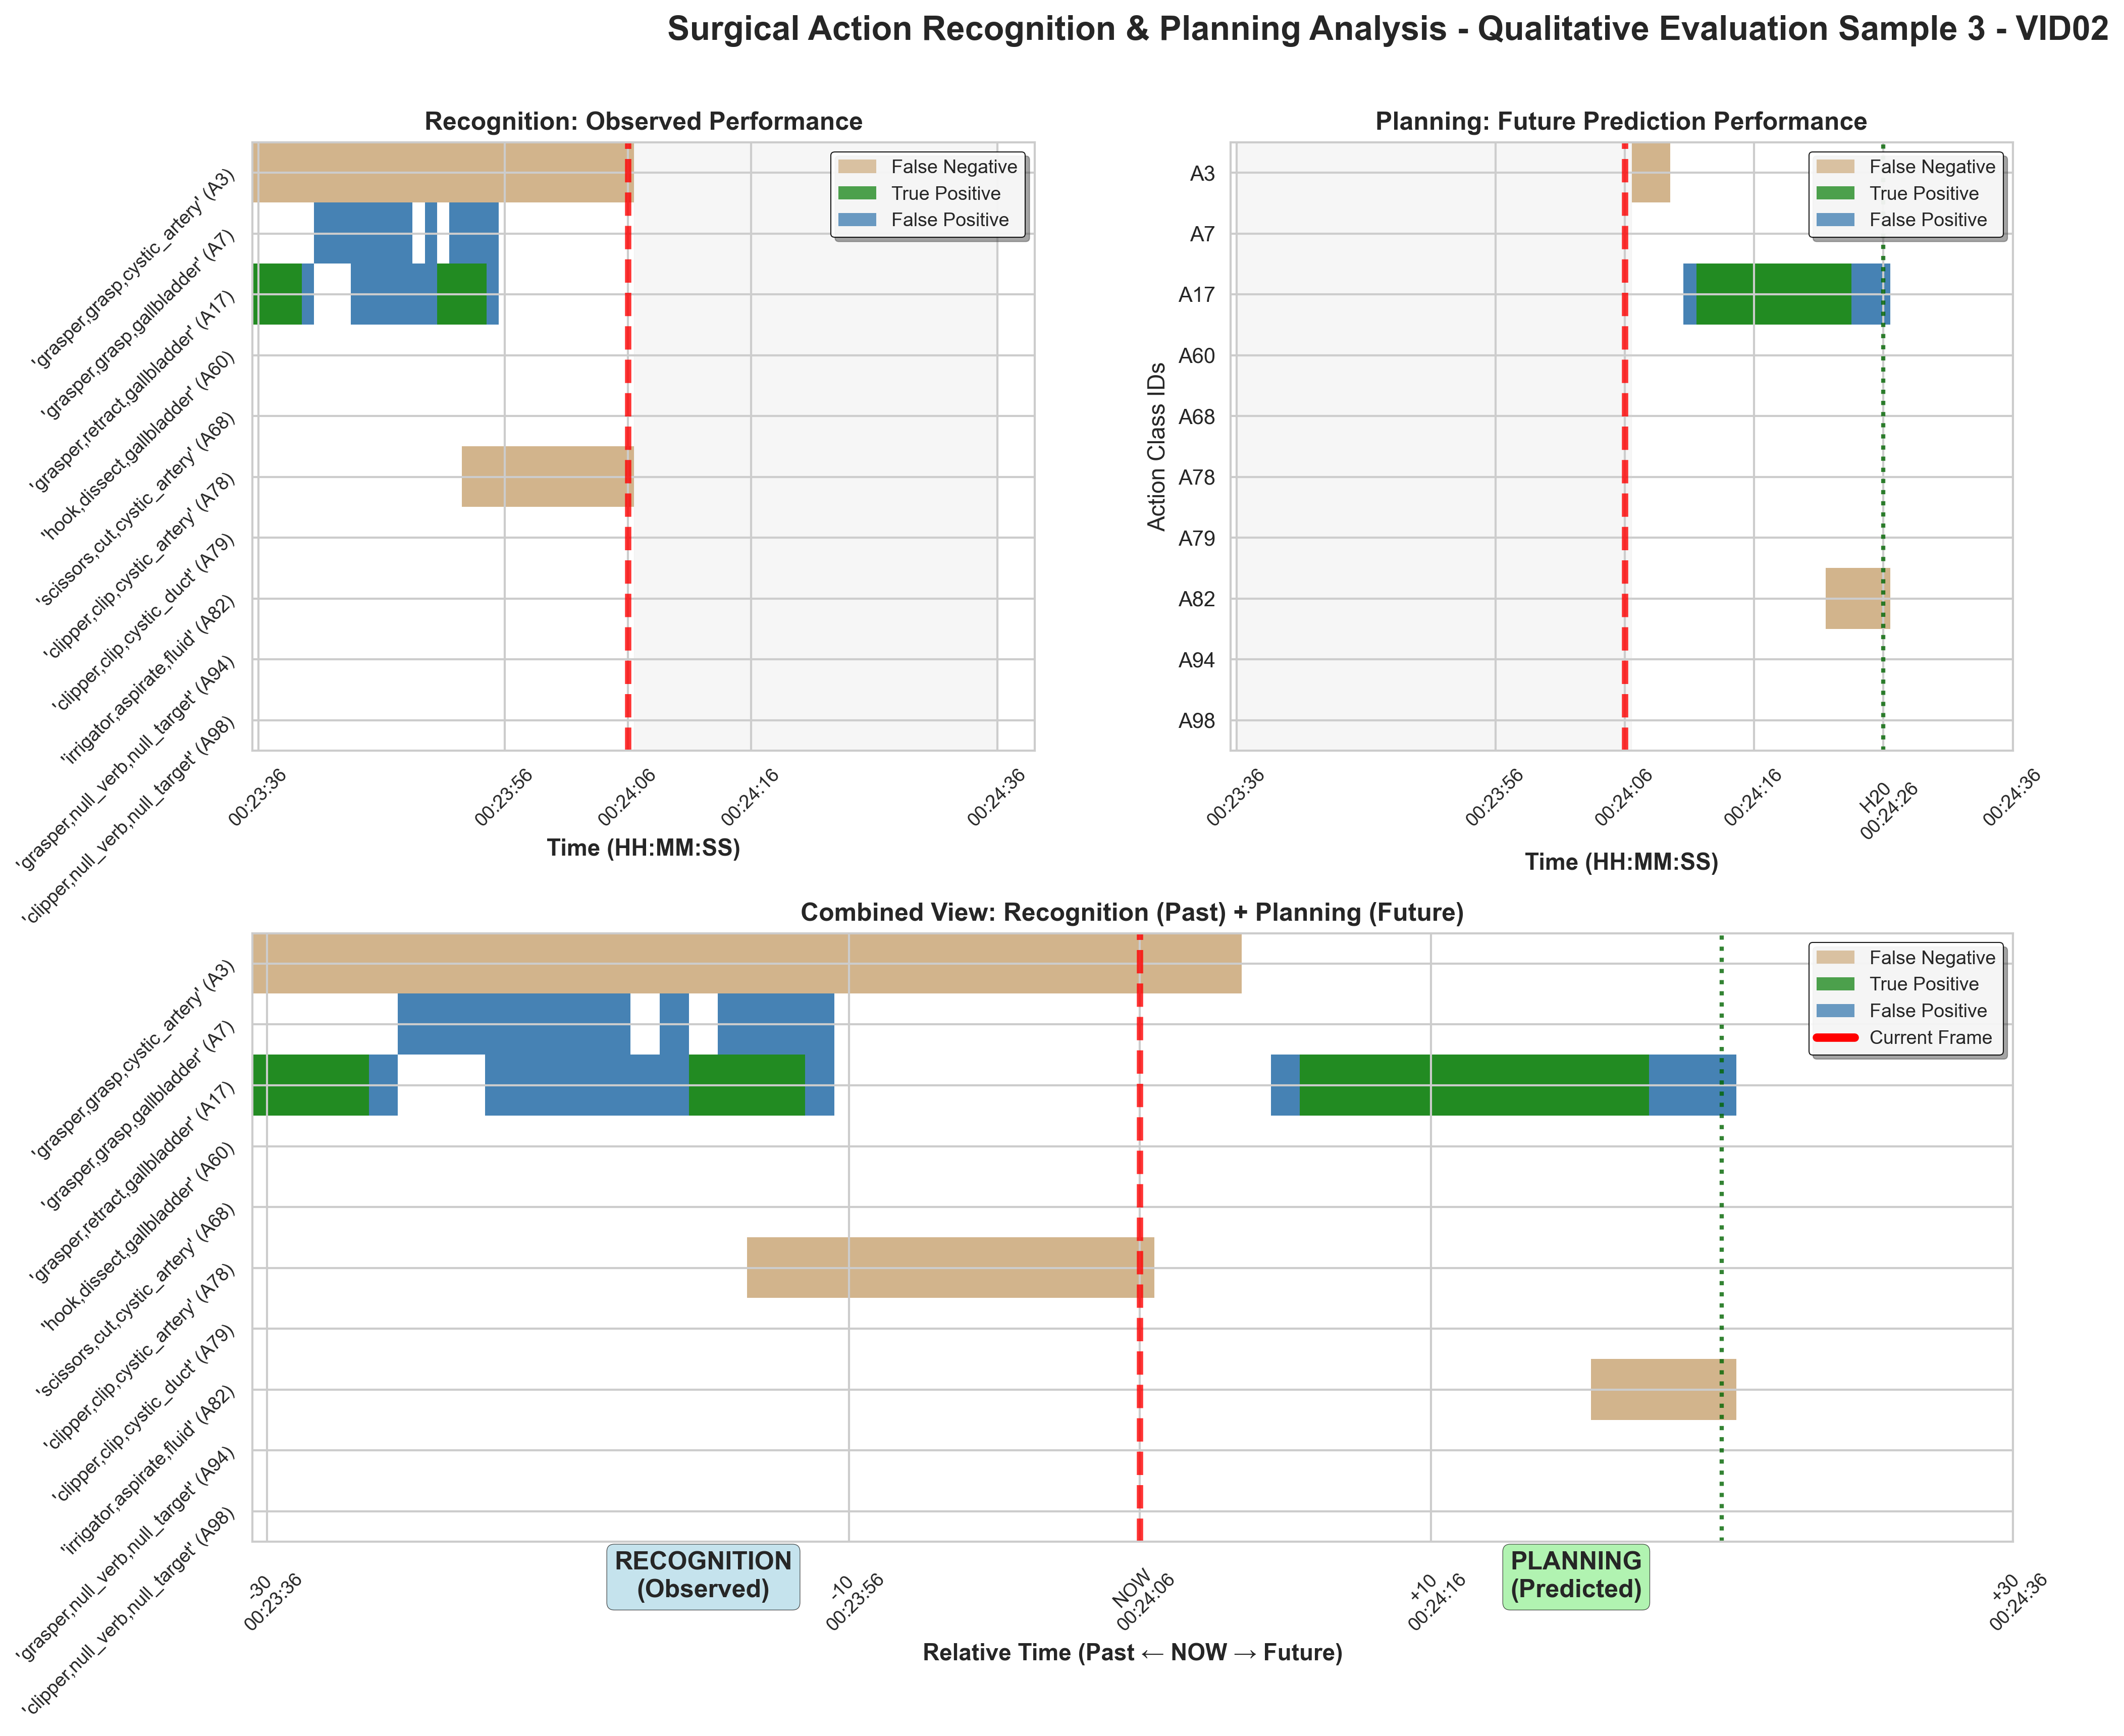 Surgical Action Recognition & Planning Analysis - Qualitative Evaluation Sample 3 - VID02
Recognition: Observed Performance
False Negative
True Positive
False Positive
'grasper,grasp,cystic_artery' (A3)
'grasper,grasp,gallbladder' (A7)
'grasper,retract,gallbladder' (A17)
'hook,dissect,gallbladder' (A60)
'scissors,cut,cystic_artery' (A68)
'clipper,clip,cystic_artery' (A78)
'clipper,clip,cystic_duct' (A79)
'irrigator,aspirate,fluid' (A82)
'grasper,null_verb,null_target' (A94)
'clipper,null_verb,null_target' (A98)
00:23:36
00:23:56
00:24:06
00:24:16
00:24:36
Time (HH:MM:SS)
Planning: Future Prediction Performance
False Negative
True Positive
False Positive
Action Class IDs
A3
A7
A17
A60
A68
A78
A79
A82
A94
A98
00:23:36
00:23:56
00:24:06
00:24:16
H20
00:24:26
00:24:36
Time (HH:MM:SS)
Combined View: Recognition (Past) + Planning (Future)
False Negative
True Positive
False Positive
Current Frame
'grasper,grasp,cystic_artery' (A3)
'grasper,grasp,gallbladder' (A7)
'grasper,retract,gallbladder' (A17)
'hook,dissect,gallbladder' (A60)
'scissors,cut,cystic_artery' (A68)
'clipper,clip,cystic_artery' (A78)
'clipper,clip,cystic_duct' (A79)
'irrigator,aspirate,fluid' (A82)
'grasper,null_verb,null_target' (A94)
'clipper,null_verb,null_target' (A98)
RECOGNITION
(Observed)
PLANNING
(Predicted)
-30
00:23:36
-10
00:23:56
NOW
00:24:06
+10
00:24:16
+30
00:24:36
Relative Time (Past ← NOW → Future)